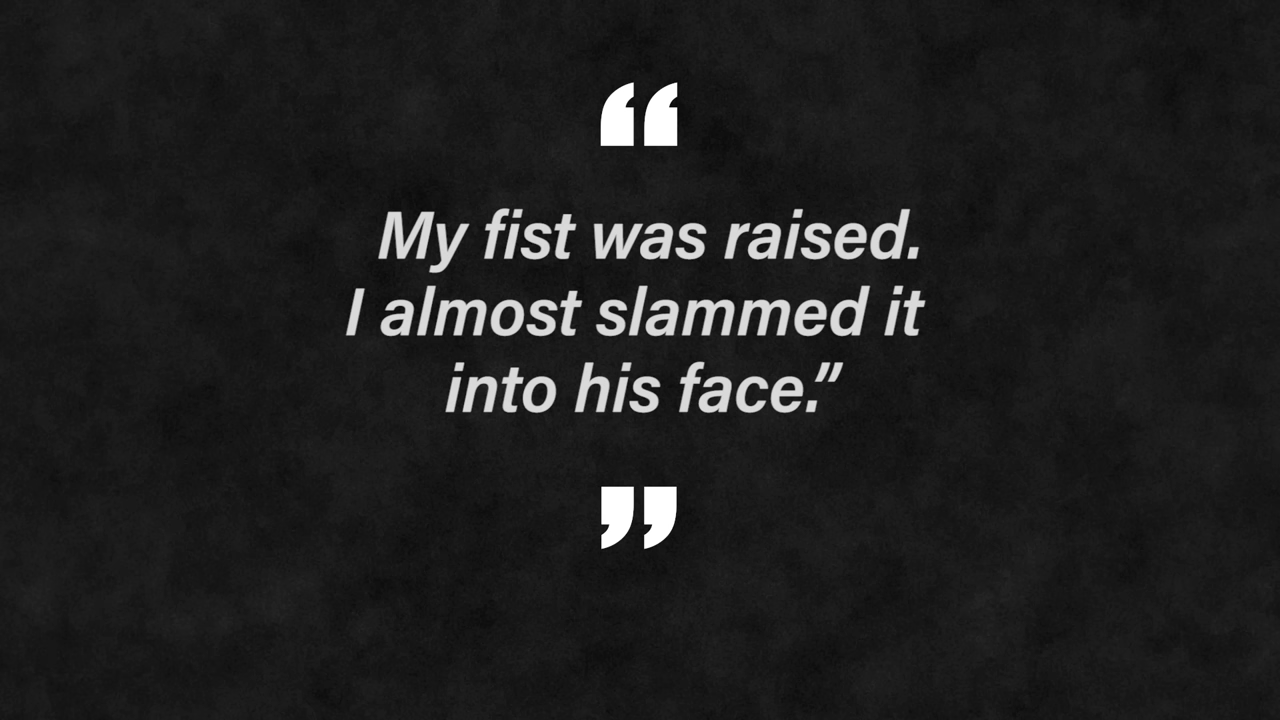 “
My fist was raised.
I almost slammed it
into his face.”
”